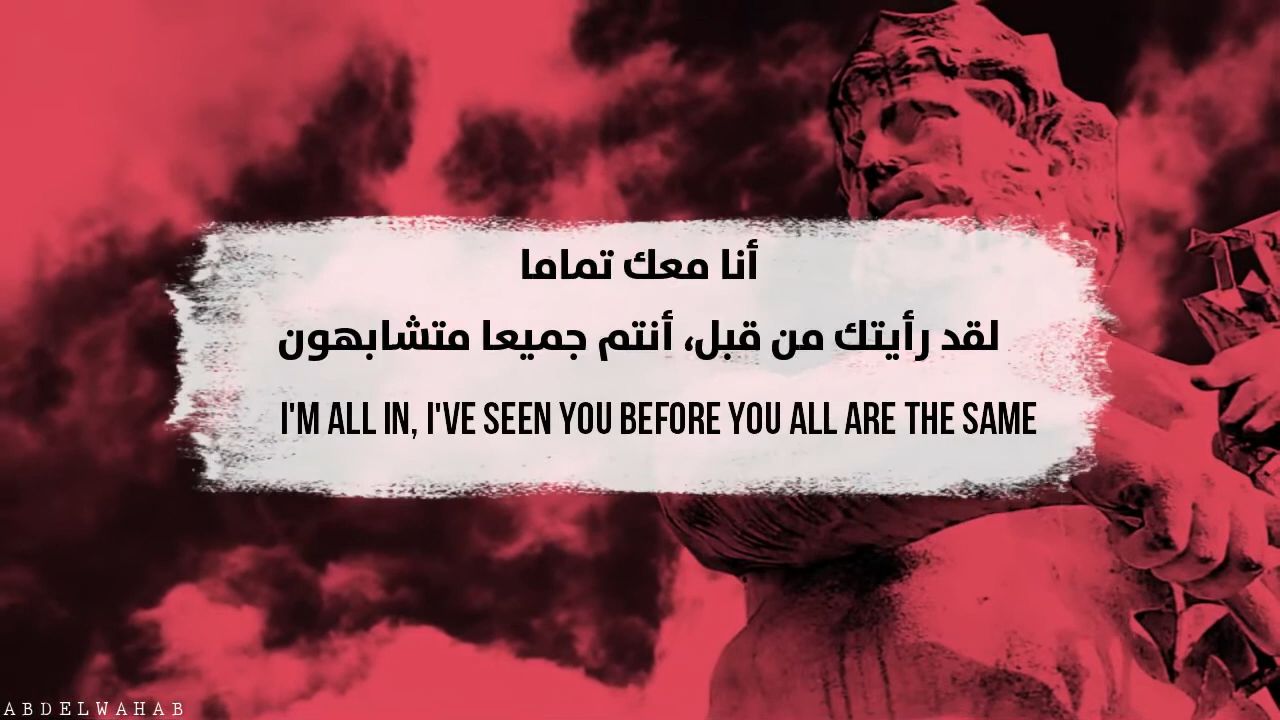 أنا معك تماما
لقد رأيتك من قبل، أنتم جميعا متشابهون
I'M ALL IN, I'VE SEEN YOU BEFORE YOU ALL ARE THE SAME
ABDELWAHAB